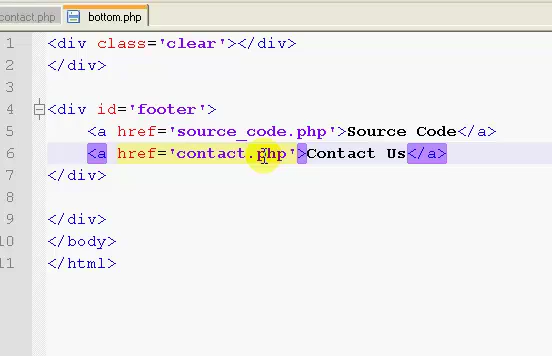 contact.php bottom.php
1 <div class='clear'></div>
2 </div>
3
4 <div id='footer'>
5 <a href='source_code.php'>Source Code</a>
6 <a href='contact.php'>Contact Us</a>
7 </div>
8
9 </div>
10 </body>
11 </html>